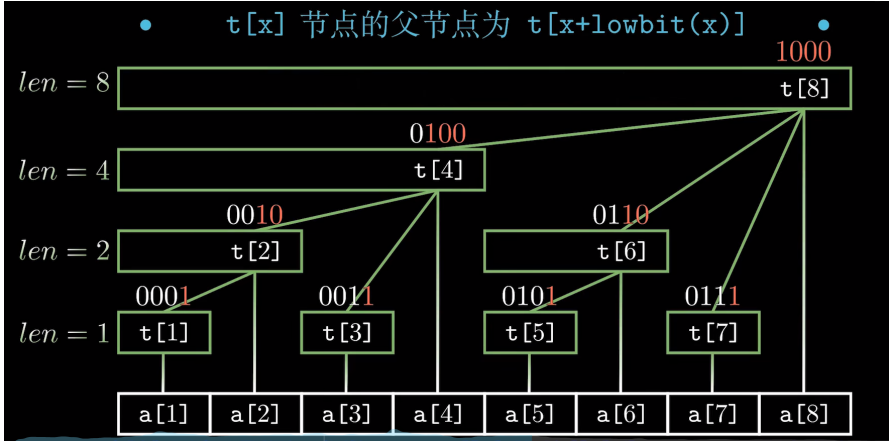 • t[x] 节点的父节点为 t[x+lowbit(x)] •
1000
len = 8 t[8]
0100
len = 4 t[4]
0010 0110
len = 2 t[2] t[6]
0001 0011 0101 0111
len = 1 t[1] t[3] t[5] t[7]
a[1] a[2] a[3] a[4] a[5] a[6] a[7] a[8]